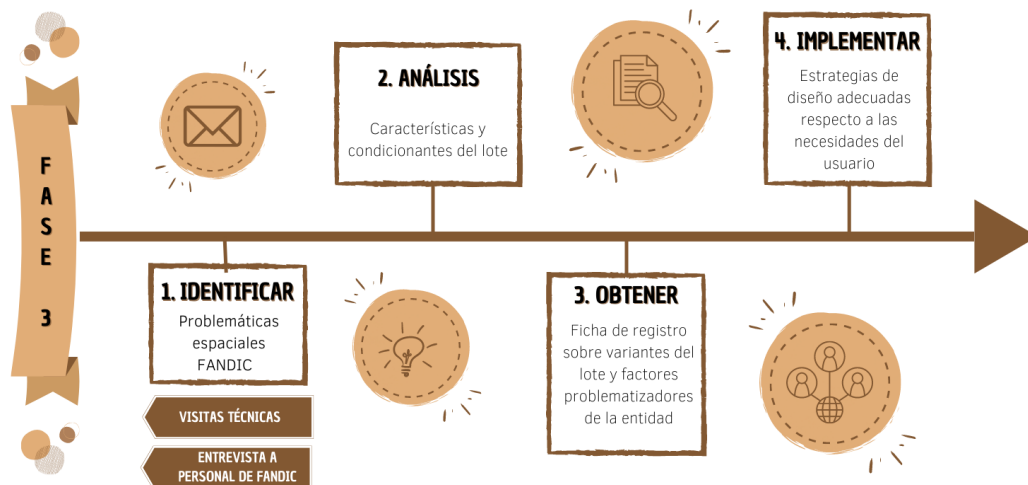 FASE 3
1. IDENTIFICAR
Problemáticas
espaciales
FANDIC
VISITAS TÉCNICAS
ENTREVISTA A
PERSONAL DE FANDIC
2. ANÁLISIS
Características y
condicionantes del lote
3. OBTENER
Ficha de registro
sobre variantes del
lote y factores
problematizadores
de la entidad
4. IMPLEMENTAR
Estrategias de
diseño adecuadas
respecto a las
necesidades del
usuario